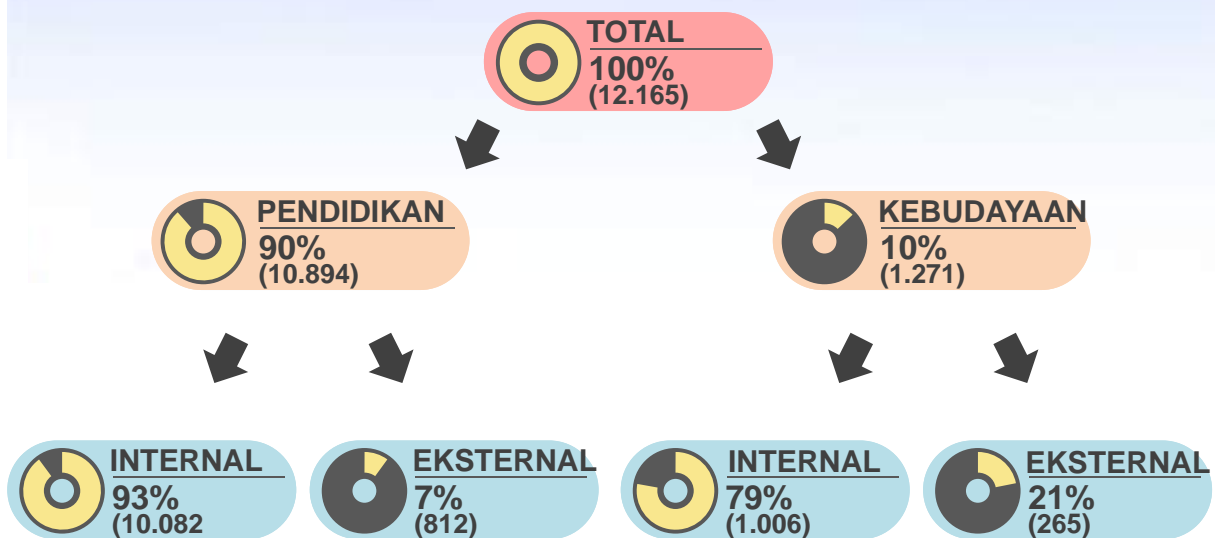 TOTAL
100%
(12.165)
PENDIDIKAN
90%
(10.894)
KEBUDAYAAN
10%
(1.271)
INTERNAL
93%
(10.082
EKSTERNAL
7%
(812)
INTERNAL
79%
(1.006)
EKSTERNAL
21%
(265)